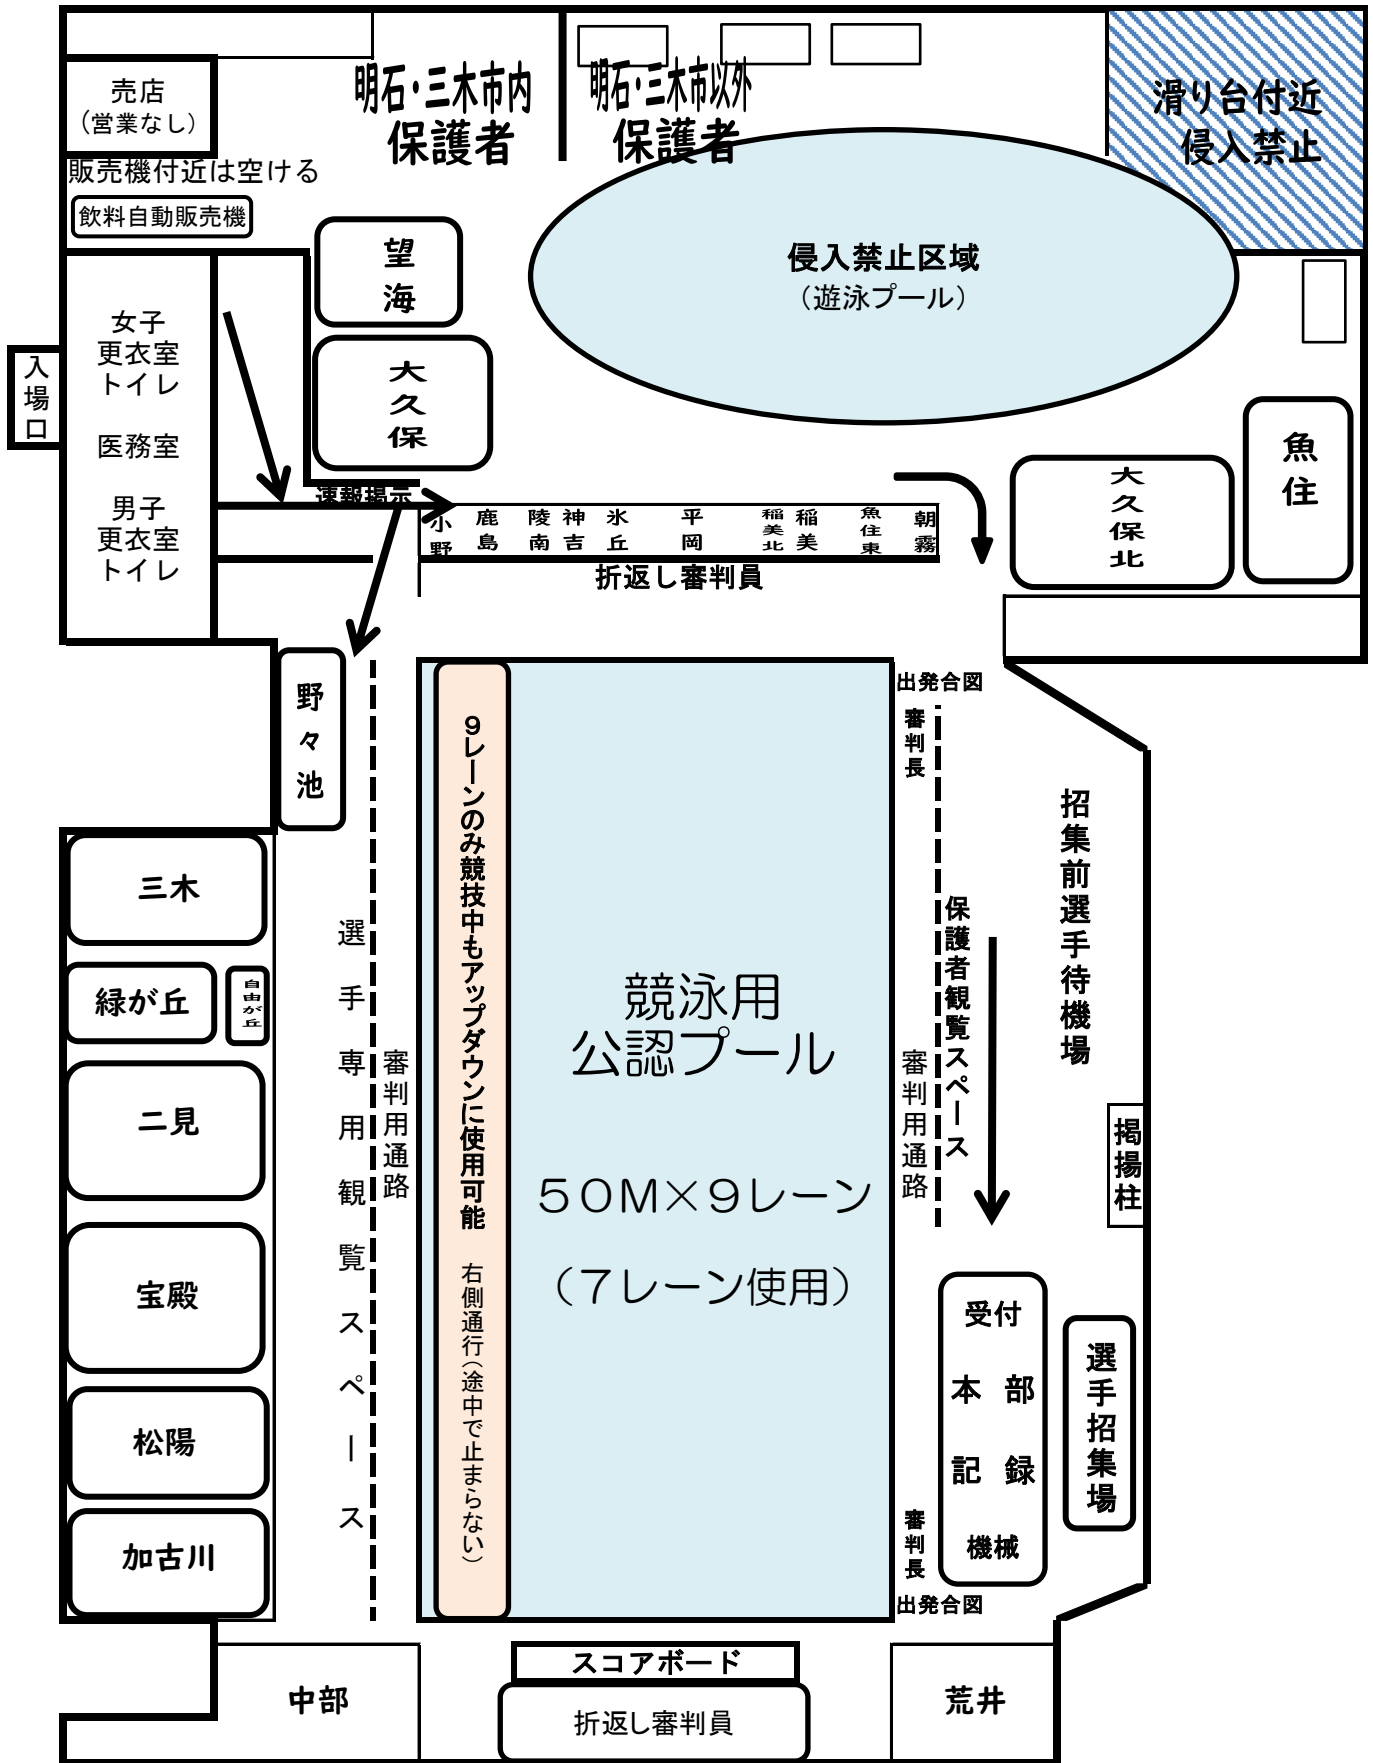 売店
（営業なし）
販売機付近は空ける
飲料自動販売機
明石・三木市内
保護者
明石・三木市以外
保護者
滑り台付近
侵入禁止
侵入禁止区域
（遊泳プール）
望海
大久保
入場口
女子
更衣室
トイレ
医務室
男子
更衣室
トイレ
速報掲示
小野
鹿島
陵南
神吉
氷丘
平岡
稲美北
稲美
魚住東
朝霧
折返し審判員
大久保北
魚住
野々池
三木
緑が丘
自由が丘
二見
宝殿
松陽
加古川
選手専用観覧スペース
審判用通路
9レーンのみ競技中もアップダウンに使用可能　右側通行（途中で止まらない）
競泳用
公認プール
５０Ｍ×９レーン
（７レーン使用）
出発合図
審判長
保護者観覧スペース
審判用通路
招集前選手待機場
掲揚柱
受付
本　部
記　録
機械
選手招集場
審判長
出発合図
中部
スコアボード
折返し審判員
荒井